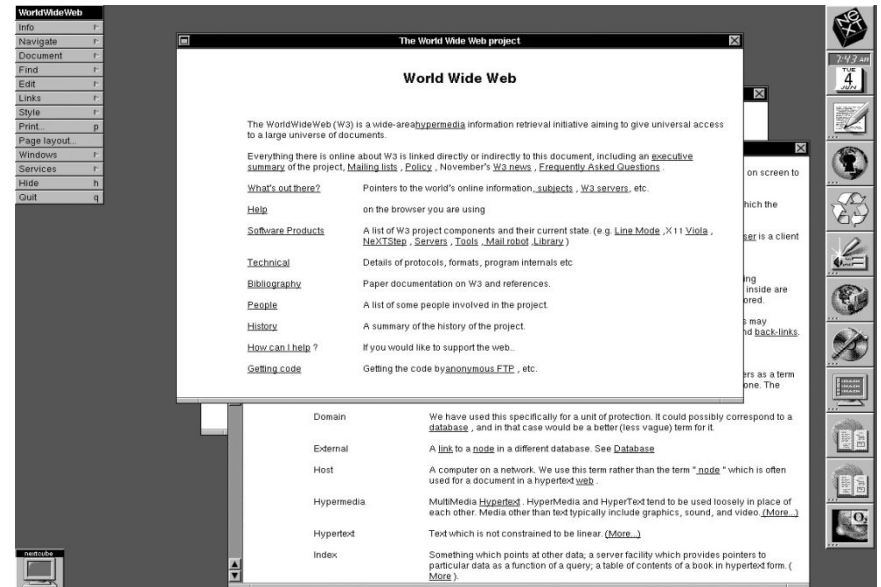 WorldWideWeb
Info
Navigate
Document
Find
Edit
Links
Style
Print... p
Page layout...
Windows
Services
Hide h
Quit q
The World Wide Web project
World Wide Web
The WorldWideWeb (W3) is a wide-areahypermedia information retrieval initiative aiming to give universal access
to a large universe of documents.
Everything there is online about W3 is linked directly or indirectly to this document, including an executive
summary of the project, Mailing lists , Policy , November's W3 news , Frequently Asked Questions .
What's out there? Pointers to the world's online information, subjects , W3 servers, etc.
Help on the browser you are using
Software Products A list of W3 project components and their current state. (e.g. Line Mode ,X11 Viola ,
NeXTStep , Servers , Tools , Mail robot ,Library )
Technical Details of protocols, formats, program internals etc
Bibliography Paper documentation on W3 and references.
People A list of some people involved in the project.
History A summary of the history of the project.
How can I help ? If you would like to support the web..
Getting code Getting the code byanonymous FTP , etc.
on screen to
hich the
ser is a client
ing
inside are
ored.
s may
nd back-links.
ers as a term
one. The
Domain We have used this specifically for a unit of protection. It could possibly correspond to a
database , and in that case would be a better (less vague) term for it.
External A link to a node in a different database. See Database
Host A computer on a network. We use this term rather than the term " node " which is often
used for a document in a hypertext web .
Hypermedia MultiMedia Hypertext . HyperMedia and HyperText tend to be used loosely in place of
each other. Media other than text typically include graphics, sound, and video. (More...)
Hypertext Text which is not constrained to be linear. (More...)
Index Something which points at other data; a server facility which provides pointers to
particular data as a function of a query; a table of contents of a book in hypertext form. (
More ).
NeXT
7:43 AM
TUE
4
JUN
O2
nextcube